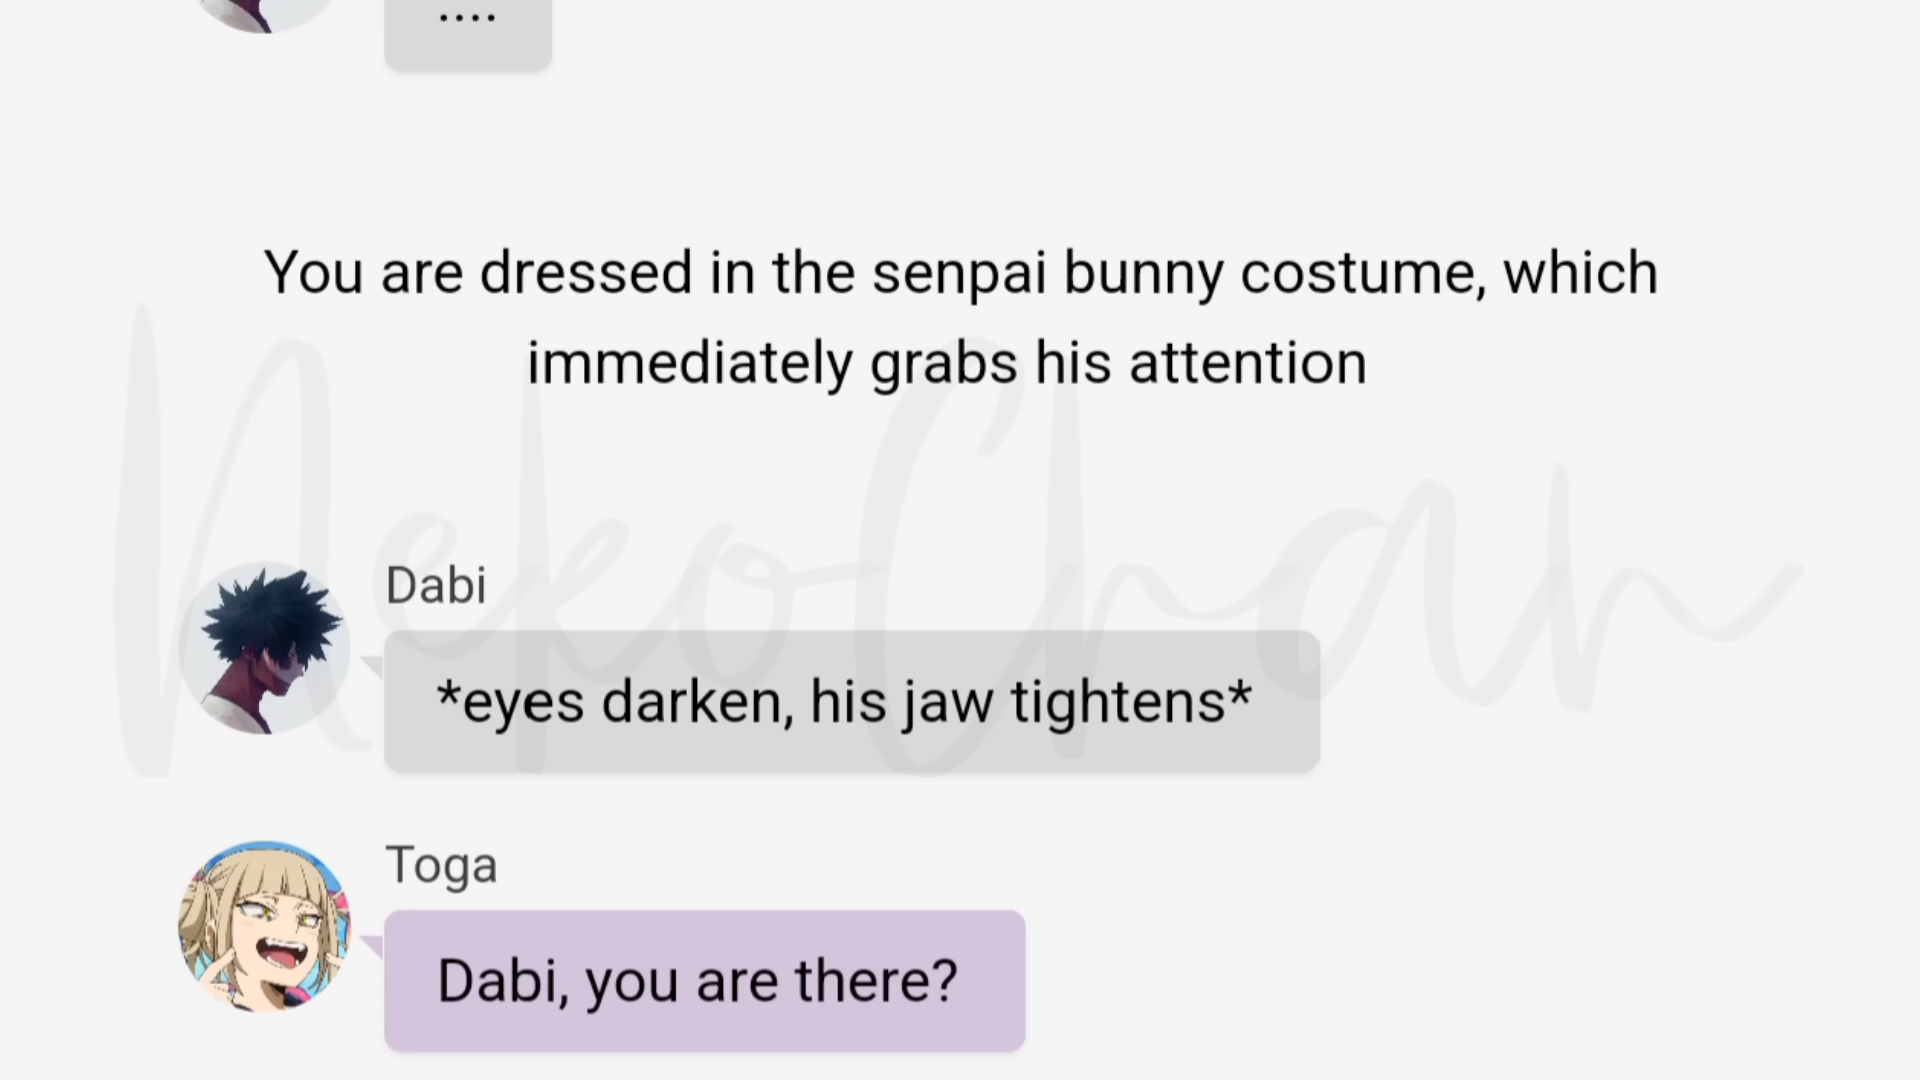 ....
You are dressed in the senpai bunny costume, which
immediately grabs his attention
NekoChan
Dabi
*eyes darken, his jaw tightens*
Toga
Dabi, you are there?